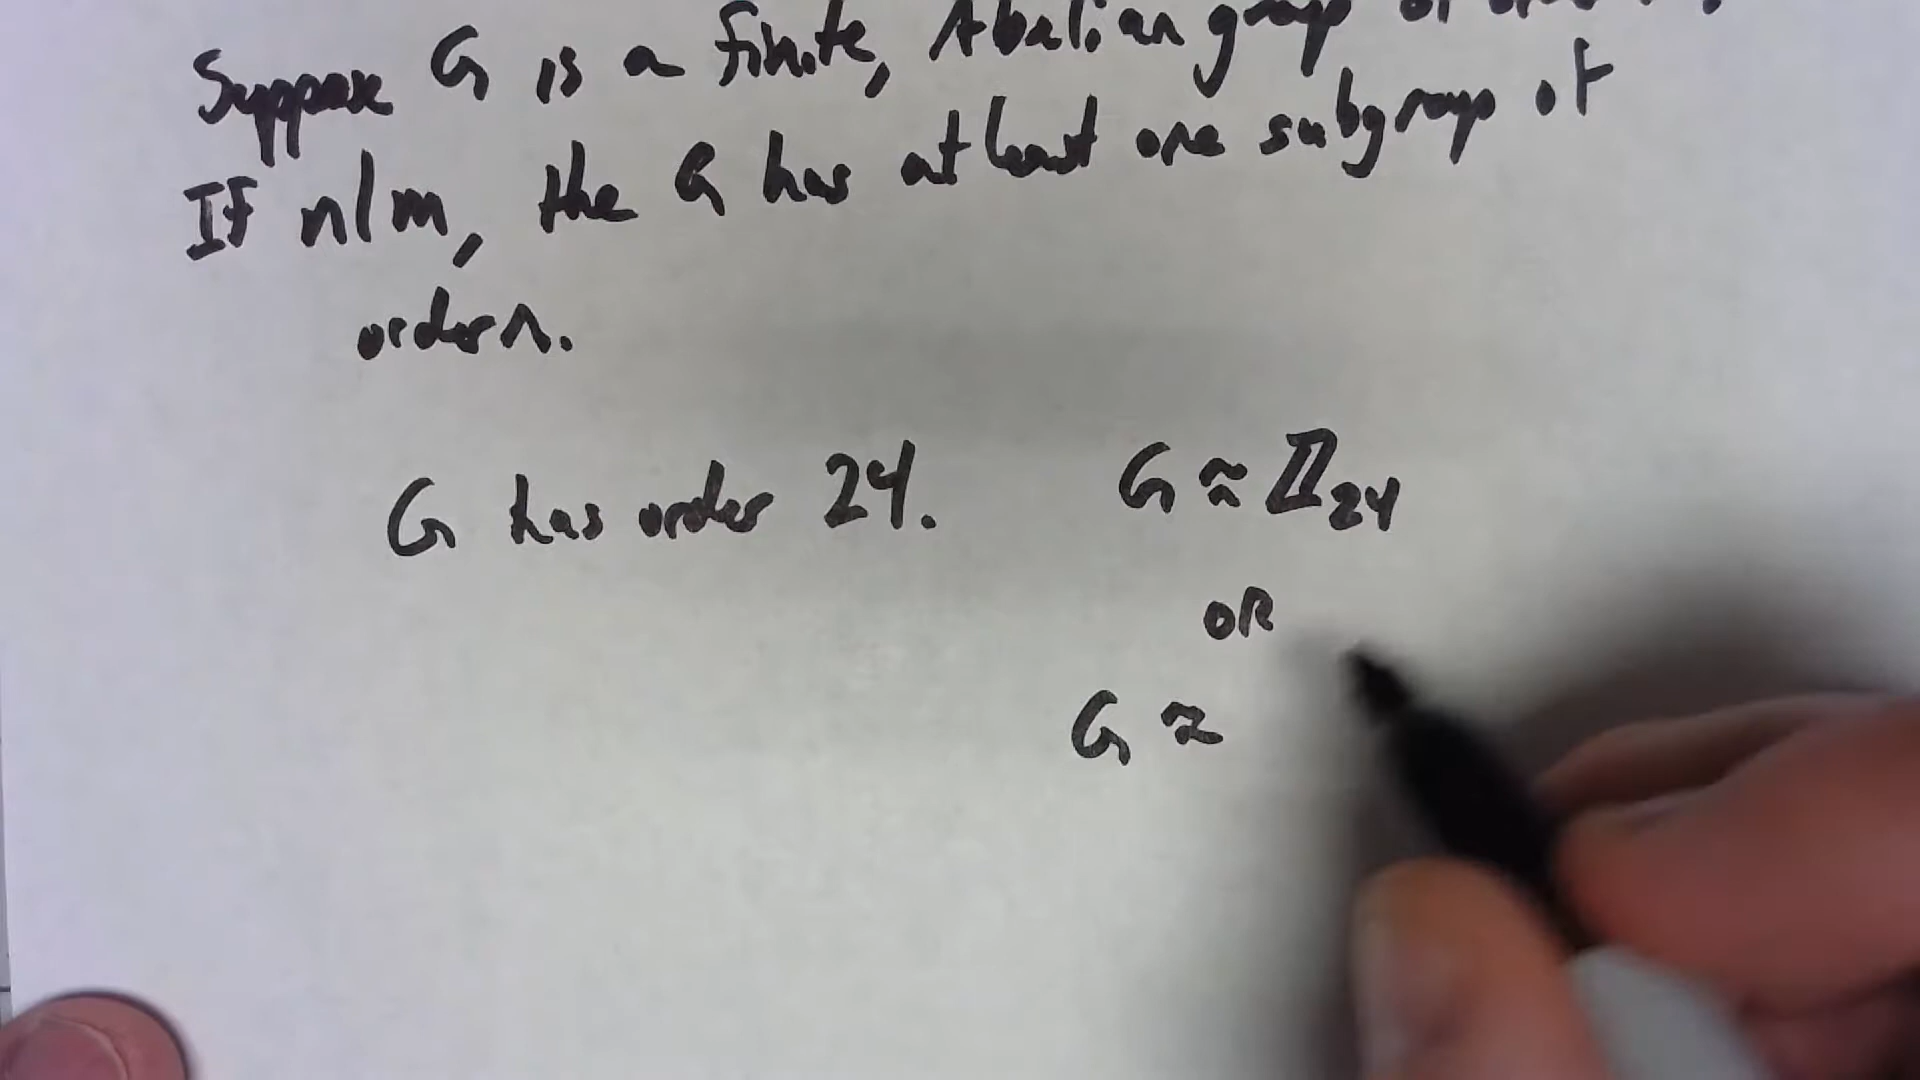 Suppose G is a finite, Abelian group of
If n|m, the G has at least one subgroup of
order n.
G has order 24. G ≈ ℤ₂₄
OR
G ≈